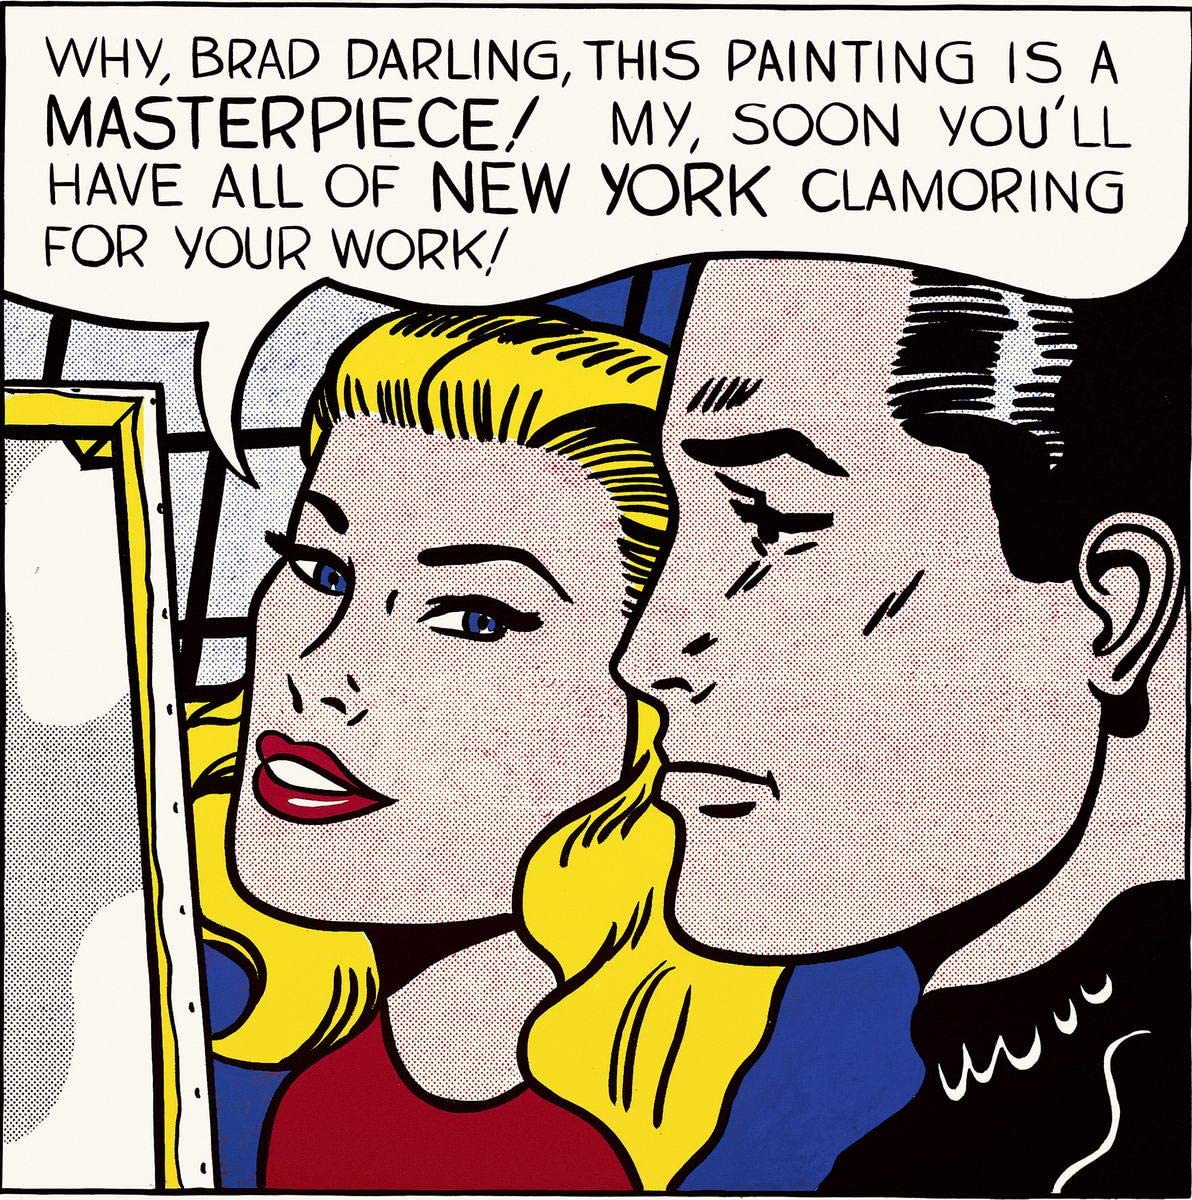 WHY, BRAD DARLING, THIS PAINTING IS A
MASTERPIECE! MY, SOON YOU'LL
HAVE ALL OF NEW YORK CLAMORING
FOR YOUR WORK!